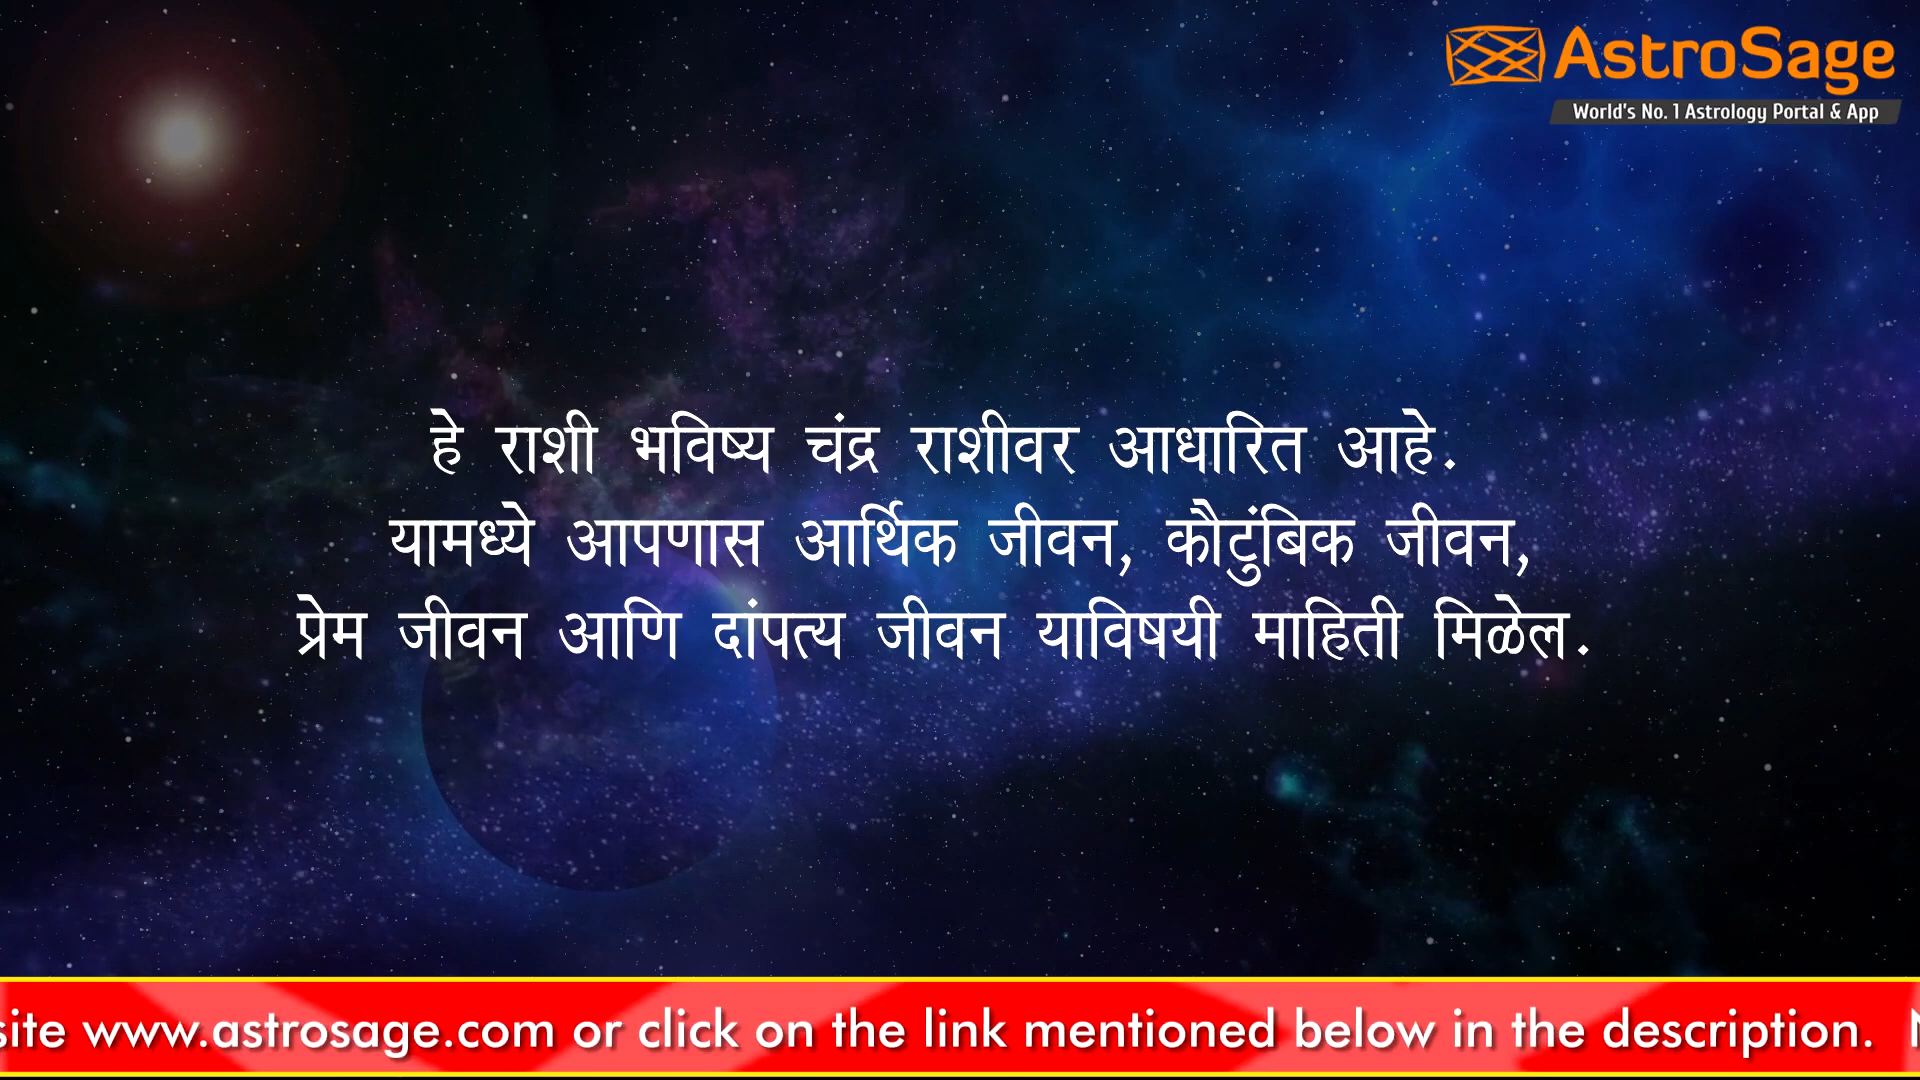 AstroSage
World's No. 1 Astrology Portal & App
हे राशी भविष्य चंद्र राशीवर आधारित आहे.
यामध्ये आपणास आर्थिक जीवन, कौटुंबिक जीवन,
प्रेम जीवन आणि दांपत्य जीवन याविषयी माहिती मिळेल.
site www.astrosage.com or click on the link mentioned below in the description.